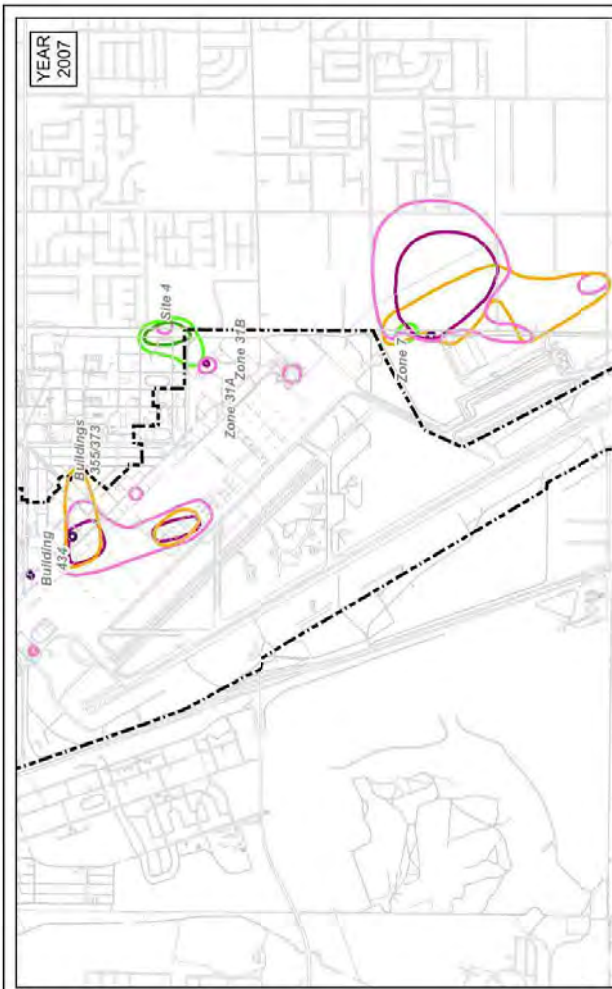 YEAR
2007
Site 4
Zone 31B
Zone 31A
Buildings
355/373
Building
434
Zone 7